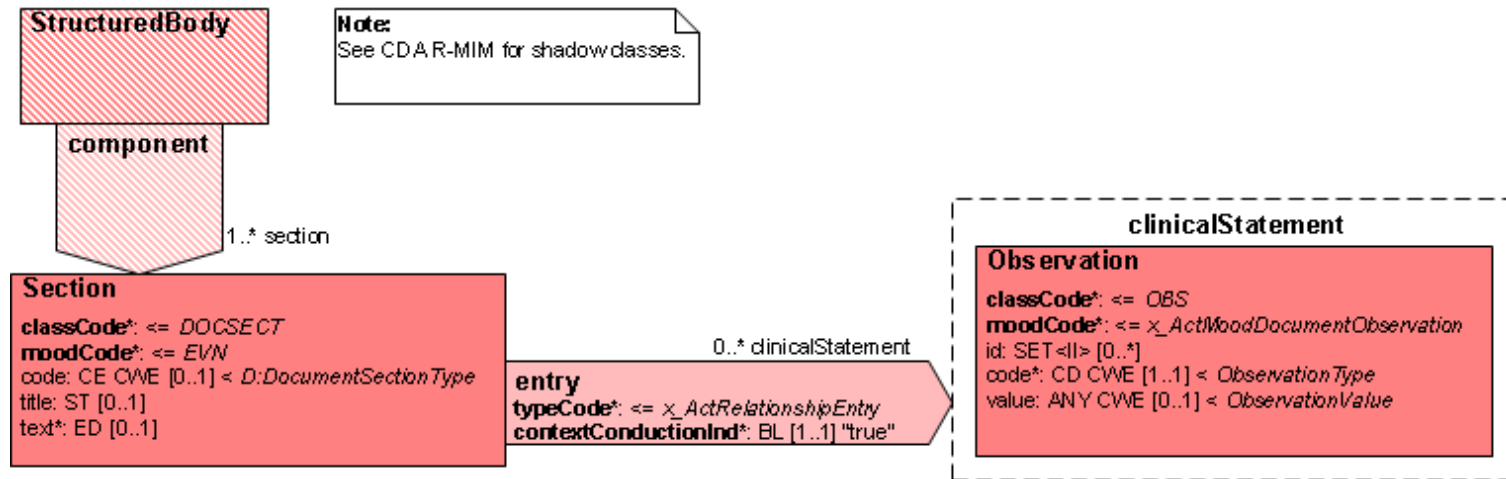 StructuredBody
Note:
See CDA R-MIM for shadow classes.
component
1..* section
clinicalStatement
Section
classCode*: <= DOCSECT
moodCode*: <= EVN
code: CE CWE [0..1] < D:DocumentSectionType
title: ST [0..1]
text*: ED [0..1]
0..* clinicalStatement
entry
typeCode*: <= x_ActRelationshipEntry
contextConductionInd*: BL [1..1] "true"
Observation
classCode*: <= OBS
moodCode*: <= x_ActMoodDocumentObservation
id: SET<II> [0..*]
code*: CD CWE [1..1] < ObservationType
value: ANY CWE [0..1] < ObservationValue